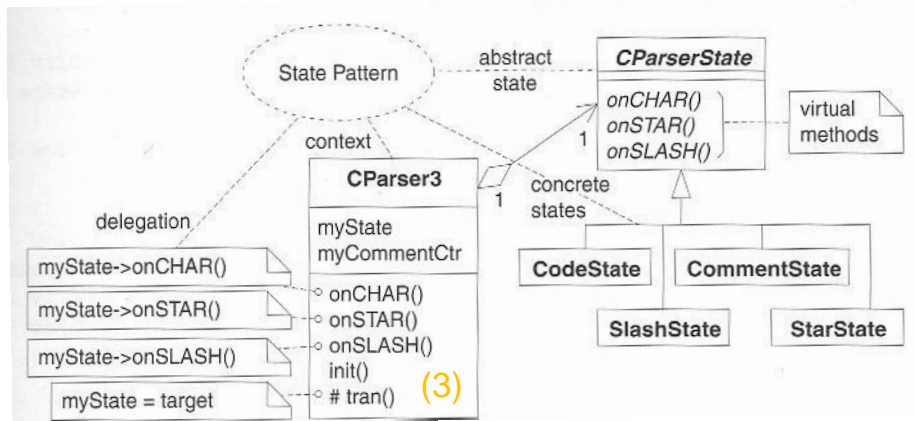 State Pattern
abstract
state
CParserState
onCHAR()
onSTAR()
onSLASH()
virtual
methods
context
1
1
concrete
states
CParser3
myState
myCommentCtr
onCHAR()
onSTAR()
onSLASH()
init()
# tran()
(3)
delegation
myState->onCHAR()
myState->onSTAR()
myState->onSLASH()
myState = target
CodeState
CommentState
SlashState
StarState